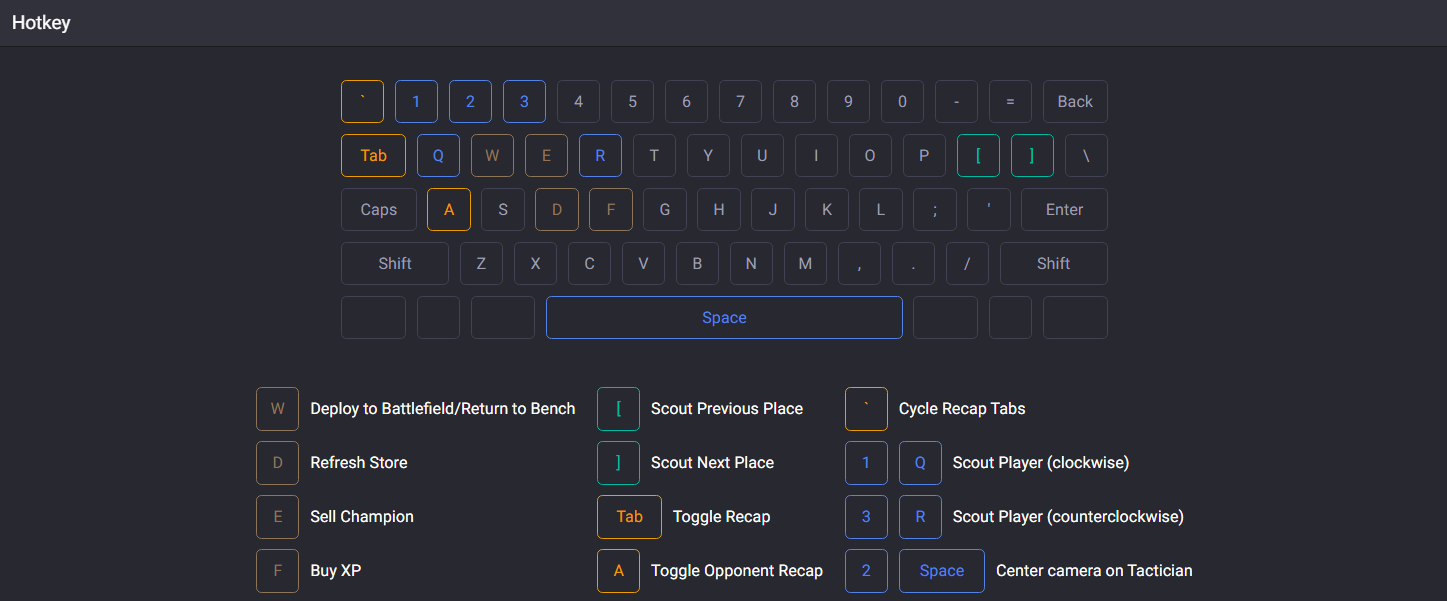 Hotkey
` 1 2 3 4 5 6 7 8 9 0 - = Back
Tab Q W E R T Y U I O P [ ] \
Caps A S D F G H J K L ; ' Enter
Shift Z X C V B N M , . / Shift
Space
W Deploy to Battlefield/Return to Bench [ Scout Previous Place ` Cycle Recap Tabs
D Refresh Store ] Scout Next Place 1 Q Scout Player (clockwise)
E Sell Champion Tab Toggle Recap 3 R Scout Player (counterclockwise)
F Buy XP A Toggle Opponent Recap 2 Space Center camera on Tactician